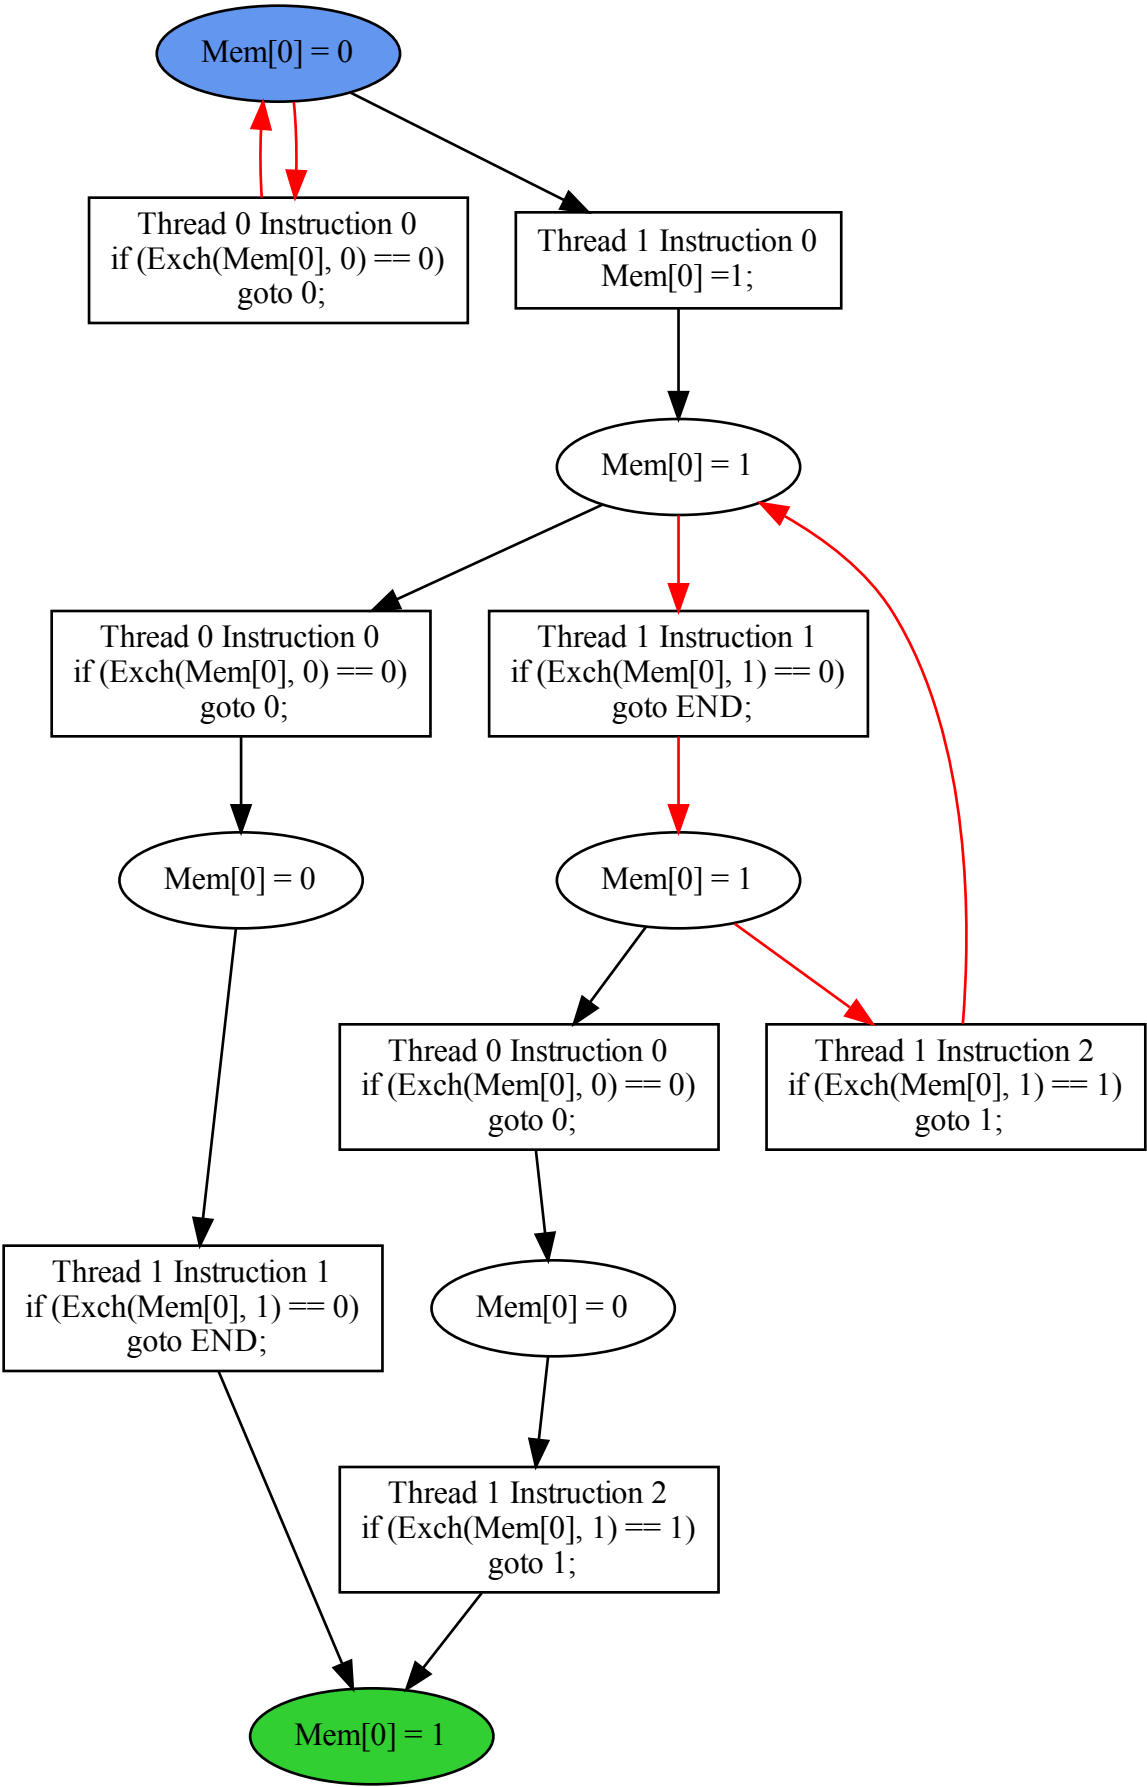 Mem[0] = 0
Thread 0 Instruction 0
if (Exch(Mem[0], 0) == 0)
goto 0;
Thread 1 Instruction 0
Mem[0] =1;
Mem[0] = 1
Thread 0 Instruction 0
if (Exch(Mem[0], 0) == 0)
goto 0;
Thread 1 Instruction 1
if (Exch(Mem[0], 1) == 0)
goto END;
Mem[0] = 0
Mem[0] = 1
Thread 0 Instruction 0
if (Exch(Mem[0], 0) == 0)
goto 0;
Thread 1 Instruction 2
if (Exch(Mem[0], 1) == 1)
goto 1;
Thread 1 Instruction 1
if (Exch(Mem[0], 1) == 0)
goto END;
Mem[0] = 0
Thread 1 Instruction 2
if (Exch(Mem[0], 1) == 1)
goto 1;
Mem[0] = 1